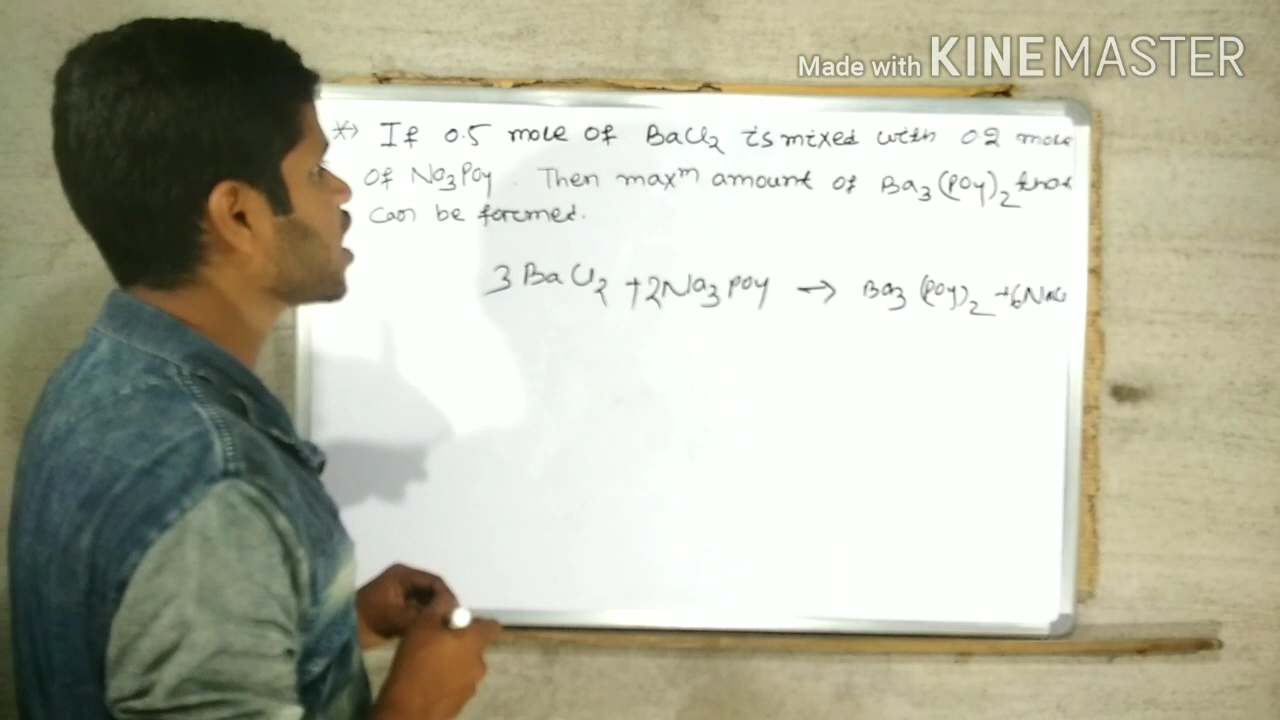 Made with KINEMASTER
*) If 0.5 mole of BaCl2 is mixed with 0.2 mole
of Na3PO4. Then maxm amount of Ba3(PO4)2 that
can be formed.
3BaCl2 + 2Na3PO4 → Ba3(PO4)2 + 6NaCl